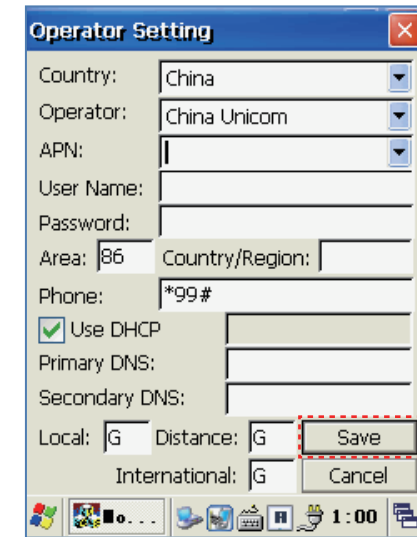 Operator Setting
Country: China
Operator: China Unicom
APN:
User Name:
Password:
Area: 86 Country/Region:
Phone: *99#
Use DHCP
Primary DNS:
Secondary DNS:
Local: G Distance: G Save
International: G Cancel
1:00